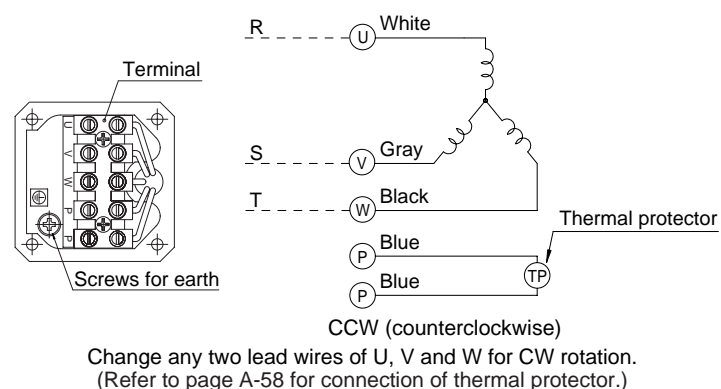 R
U
White
Terminal
U
V
W
P
P
S
V
Gray
T
W
Black
Thermal protector
P
Blue
TP
P
Blue
Screws for earth
CCW (counterclockwise)
Change any two lead wires of U, V and W for CW rotation.
(Refer to page A-58 for connection of thermal protector.)